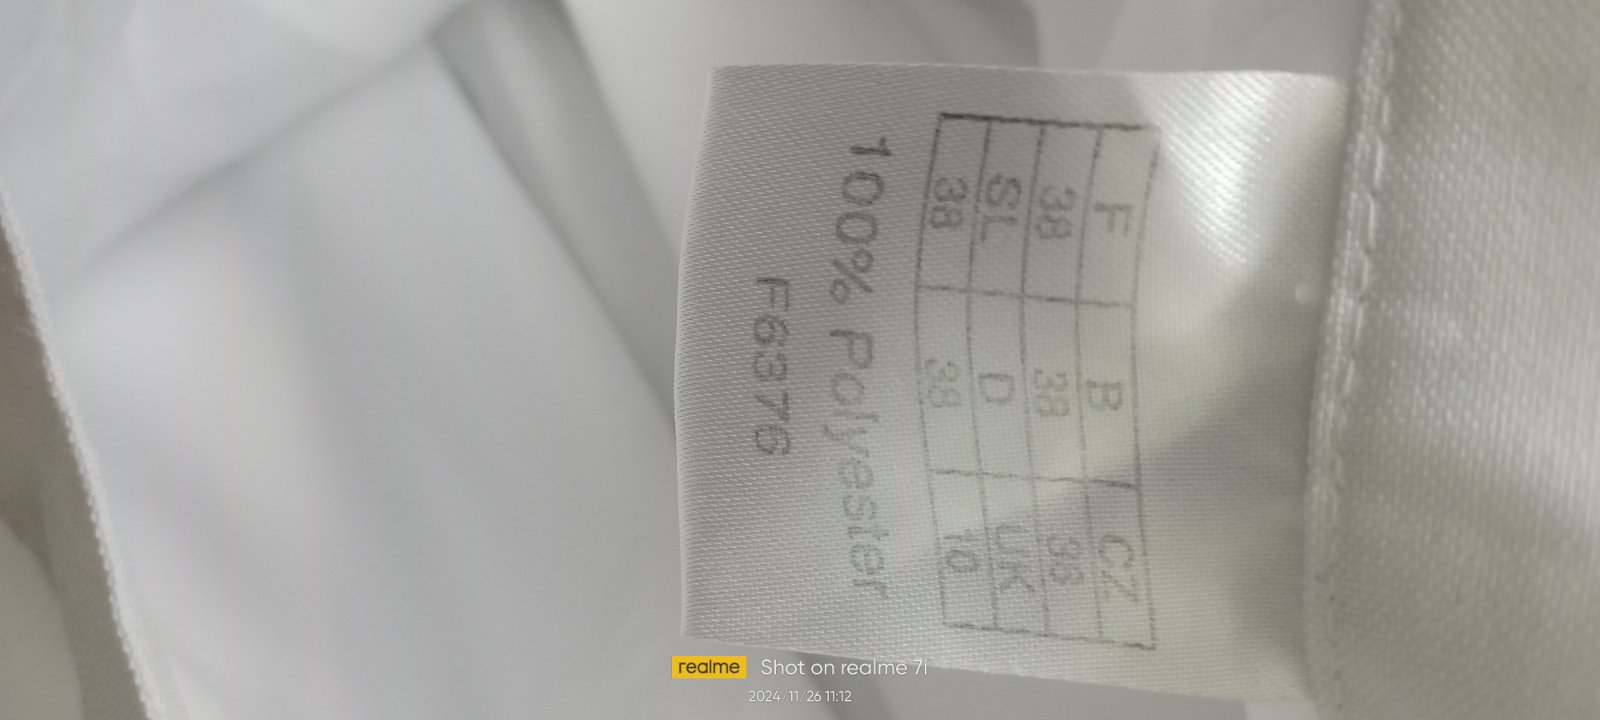 F B CZ
38 38 36
SL D UK
38 38 10
100% Polyester
F6376
realme Shot on realme 7i
2024/11/26 11:12